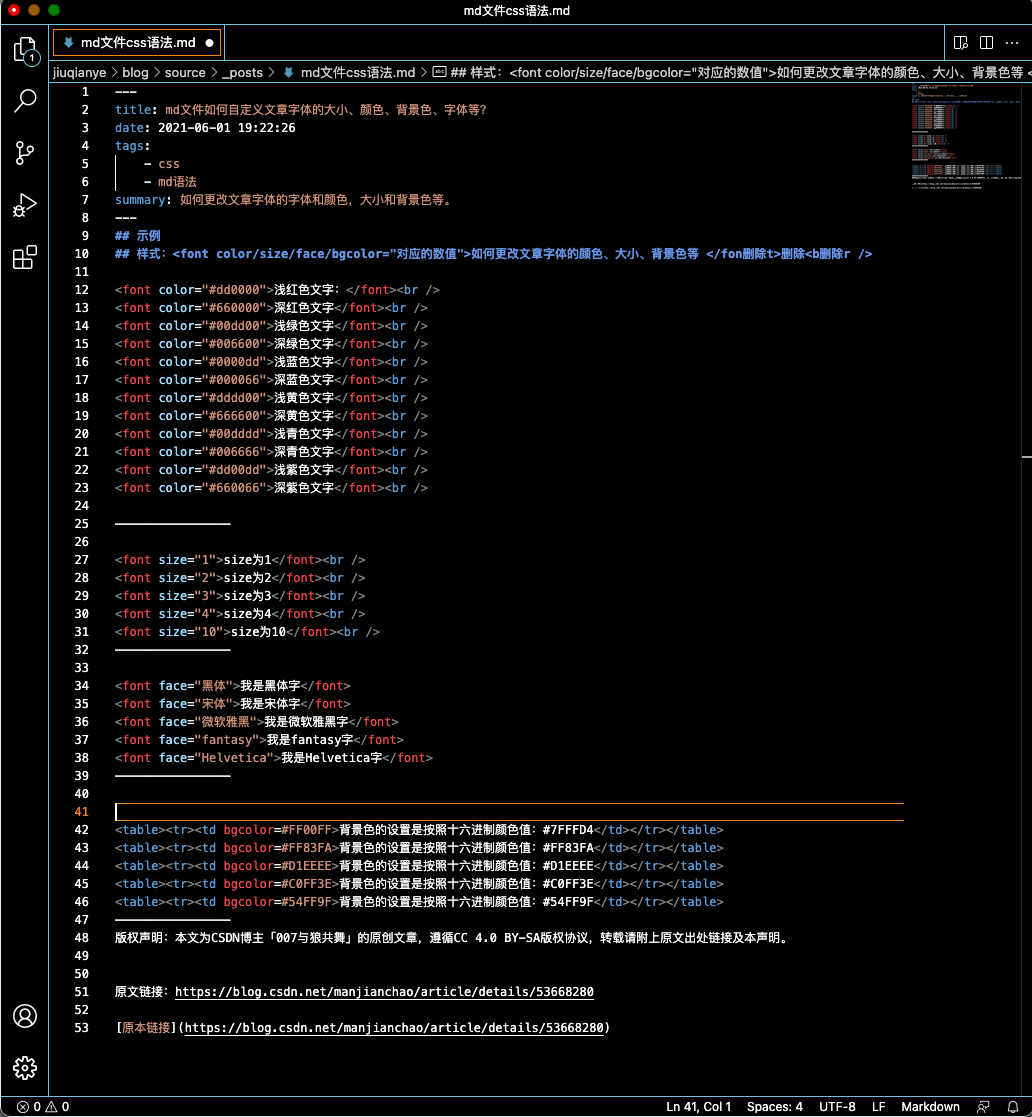 md文件css语法.md
1
md文件css语法.md
jiuqianye > blog > source > _posts > md文件css语法.md > abc ## 样式：<font color/size/face/bgcolor="对应的数值">如何更改文章字体的颜色、大小、背景色等 <
1 ---
2 title: md文件如何自定义文章字体的大小、颜色、背景色、字体等?
3 date: 2021-06-01 19:22:26
4 tags:
5 - css
6 - md语法
7 summary: 如何更改文章字体的字体和颜色，大小和背景色等。
8 ---
9 ## 示例
10 ## 样式：<font color/size/face/bgcolor="对应的数值">如何更改文章字体的颜色、大小、背景色等 </fon删除t>删除<b删除r />
11
12 <font color="#dd0000">浅红色文字：</font><br />
13 <font color="#660000">深红色文字</font><br />
14 <font color="#00dd00">浅绿色文字</font><br />
15 <font color="#006600">深绿色文字</font><br />
16 <font color="#0000dd">浅蓝色文字</font><br />
17 <font color="#000066">深蓝色文字</font><br />
18 <font color="#dddd00">浅黄色文字</font><br />
19 <font color="#666600">深黄色文字</font><br />
20 <font color="#00dddd">浅青色文字</font><br />
21 <font color="#006666">深青色文字</font><br />
22 <font color="#dd00dd">浅紫色文字</font><br />
23 <font color="#660066">深紫色文字</font><br />
24
25 ————————————————
26
27 <font size="1">size为1</font><br />
28 <font size="2">size为2</font><br />
29 <font size="3">size为3</font><br />
30 <font size="4">size为4</font><br />
31 <font size="10">size为10</font><br />
32 ————————————————
33
34 <font face="黑体">我是黑体字</font>
35 <font face="宋体">我是宋体字</font>
36 <font face="微软雅黑">我是微软雅黑字</font>
37 <font face="fantasy">我是fantasy字</font>
38 <font face="Helvetica">我是Helvetica字</font>
39 ————————————————
40
41
42 <table><tr><td bgcolor=#FF00FF>背景色的设置是按照十六进制颜色值：#7FFFD4</td></tr></table>
43 <table><tr><td bgcolor=#FF83FA>背景色的设置是按照十六进制颜色值：#FF83FA</td></tr></table>
44 <table><tr><td bgcolor=#D1EEEE>背景色的设置是按照十六进制颜色值：#D1EEEE</td></tr></table>
45 <table><tr><td bgcolor=#C0FF3E>背景色的设置是按照十六进制颜色值：#C0FF3E</td></tr></table>
46 <table><tr><td bgcolor=#54FF9F>背景色的设置是按照十六进制颜色值：#54FF9F</td></tr></table>
47 ————————————————
48 版权声明：本文为CSDN博主「007与狼共舞」的原创文章，遵循CC 4.0 BY-SA版权协议，转载请附上原文出处链接及本声明。
49
50
51 原文链接：https://blog.csdn.net/manjianchao/article/details/53668280
52
53 [原本链接](https://blog.csdn.net/manjianchao/article/details/53668280)
0 0 Ln 41, Col 1 Spaces: 4 UTF-8 LF Markdown